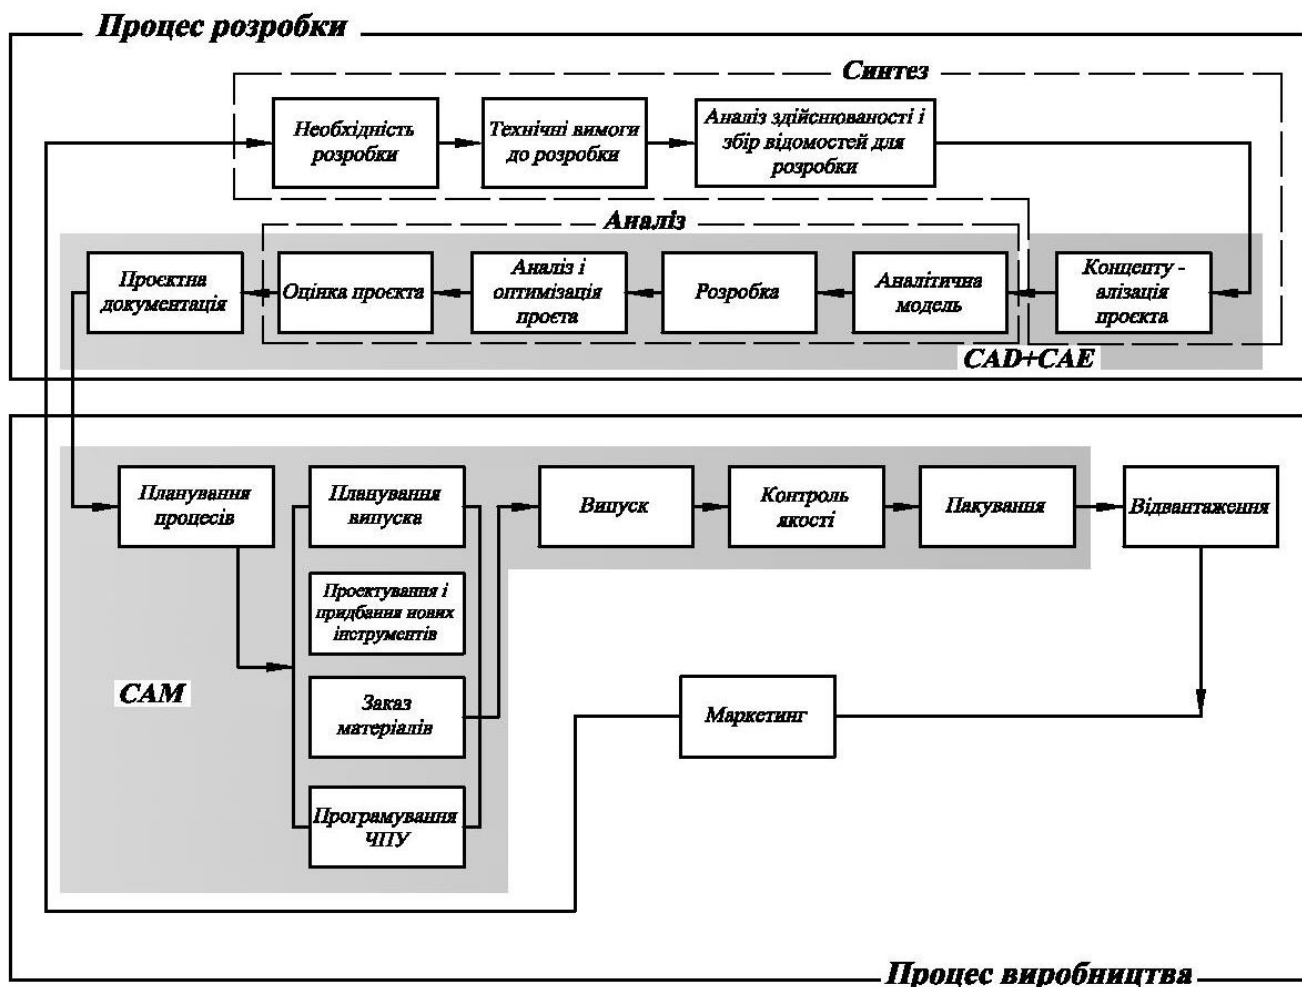 Процес розробки
Синтез
Необхідність
розробки
Технічні вимоги
до розробки
Аналіз здійснюваності і
збір відомостей для
розробки
Аналіз
Проєктна
документація
Оцінка проєкта
Аналіз і
оптимізація
проєта
Розробка
Аналітична
модель
Концепту -
алізація
проєкта
CAD+CAE
Планування
процесів
Планування
випуска
Випуск
Контроль
якості
Пакування
Відвантаження
Проектування і
придбання нових
інструментів
CAM
Заказ
матеріалів
Маркетинг
Програмування
ЧПУ
Процес виробництва